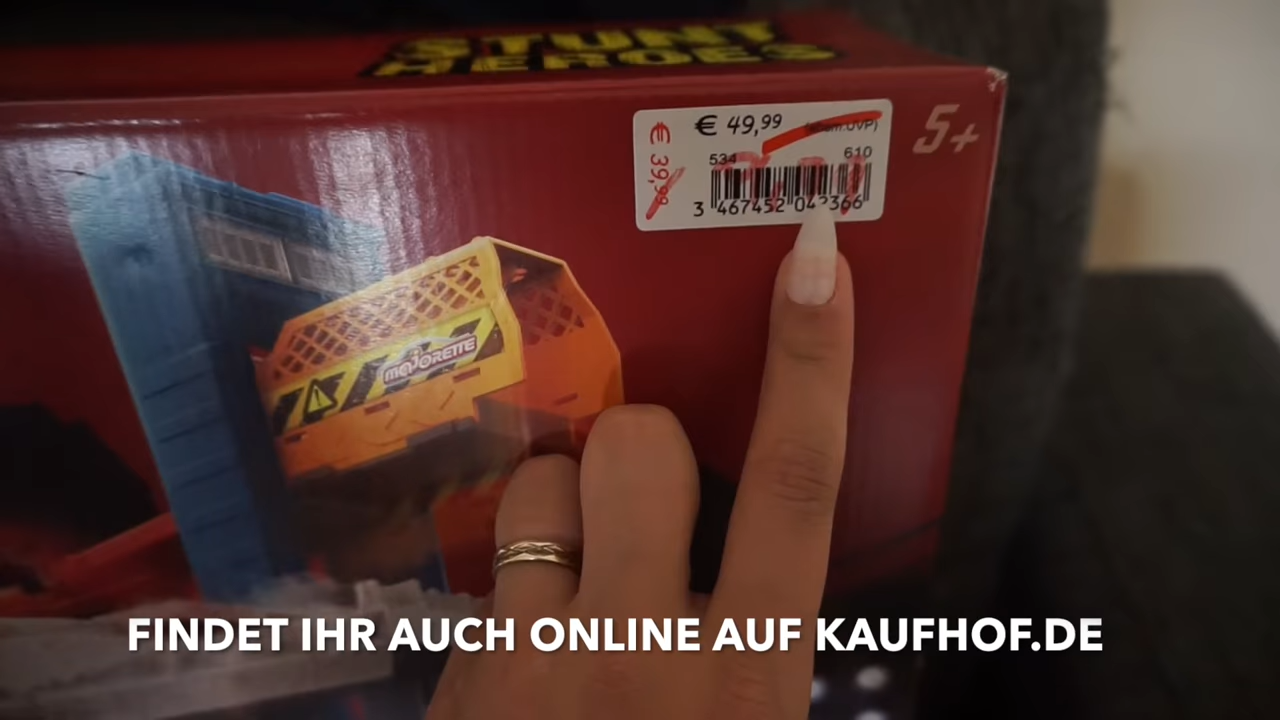 STUNT
HEROES
€ 49,99
€ 39,99
534 610
3 467452 042366
5+
MAJORETTE
FINDET IHR AUCH ONLINE AUF KAUFHOF.DE